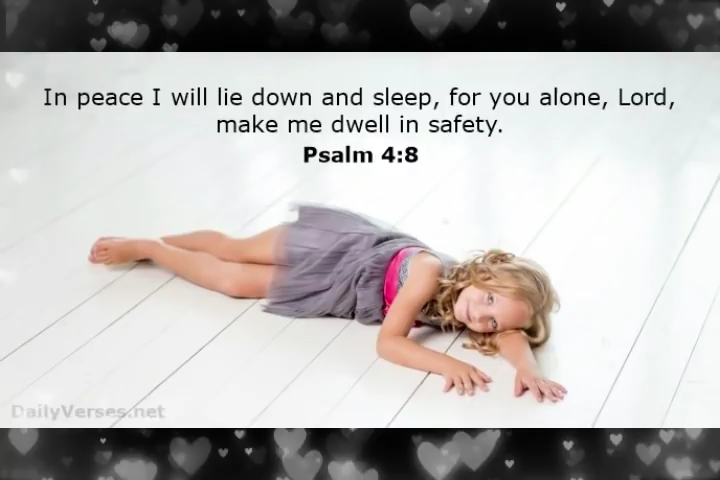 In peace I will lie down and sleep, for you alone, Lord,
make me dwell in safety.
Psalm 4:8
DailyVerses.net